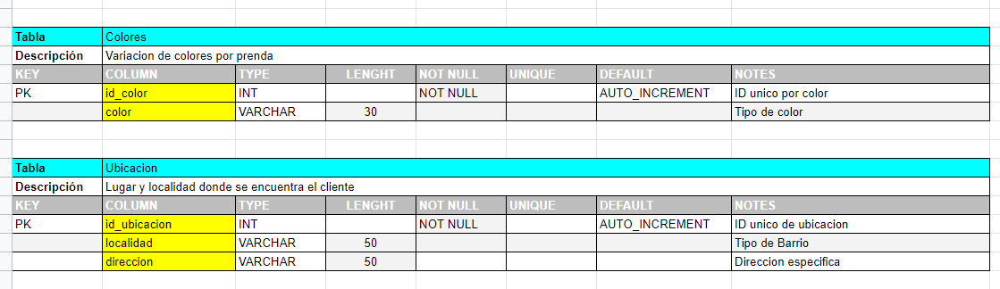 Tabla Colores
Descripción Variacion de colores por prenda
KEY COLUMN TYPE LENGHT NOT NULL UNIQUE DEFAULT NOTES
PK id_color INT NOT NULL AUTO_INCREMENT ID unico por color
color VARCHAR 30 Tipo de color
Tabla Ubicacion
Descripción Lugar y localidad donde se encuentra el cliente
KEY COLUMN TYPE LENGHT NOT NULL UNIQUE DEFAULT NOTES
PK id_ubicacion INT NOT NULL AUTO_INCREMENT ID unico de ubicacion
localidad VARCHAR 50 Tipo de Barrio
direccion VARCHAR 50 Direccion especifica